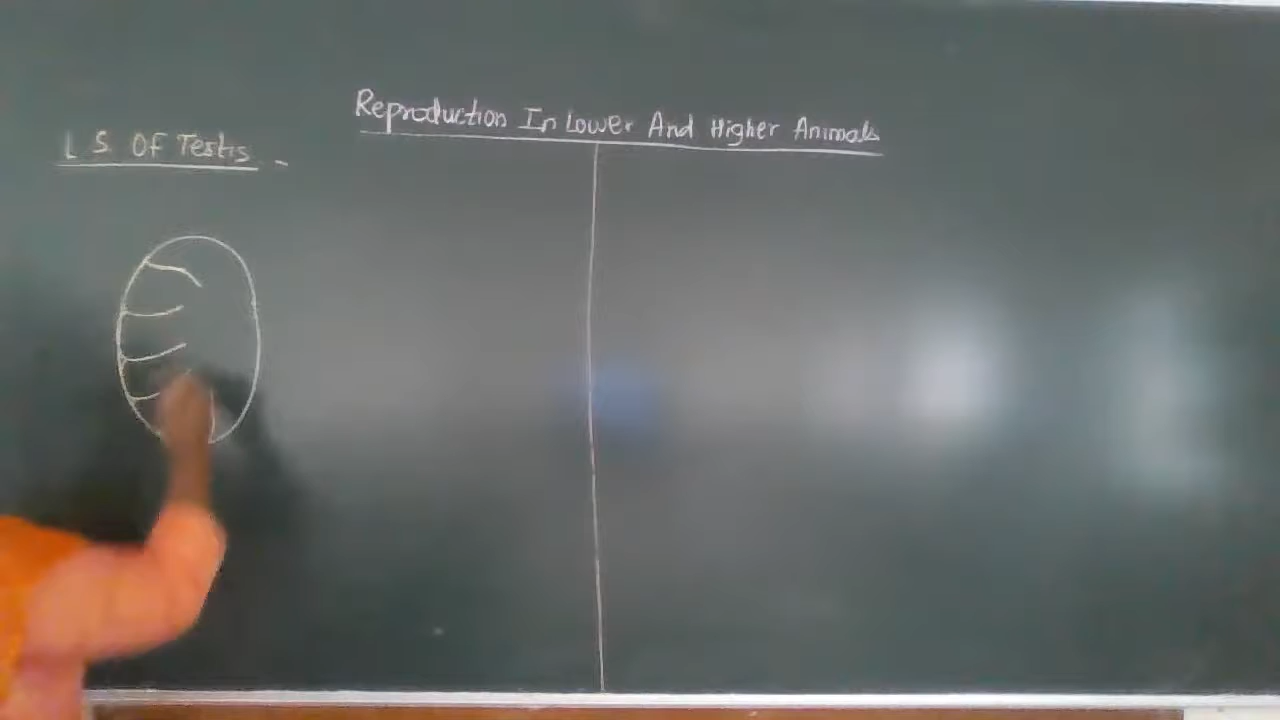 Reproduction In Lower And Higher Animals
L S. OF Testis -